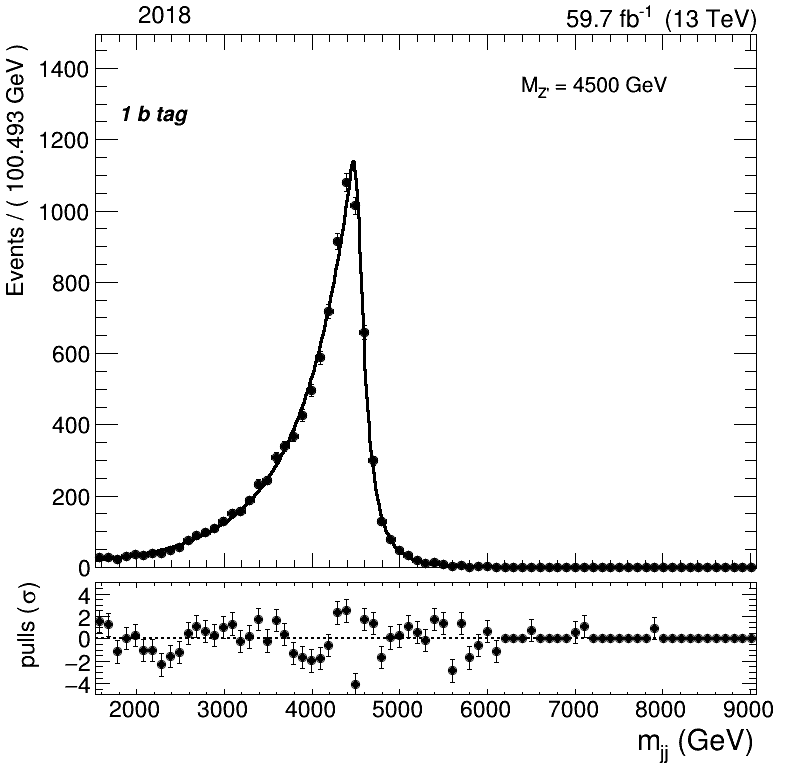 2018 59.7 fb⁻¹ (13 TeV)
Events / ( 100.493 GeV )
1400
1200
1000
800
600
400
200
0
1 b tag
M_Z' = 4500 GeV
pulls (σ)
4
2
0
−2
−4
2000 3000 4000 5000 6000 7000 8000 9000
m_jj (GeV)